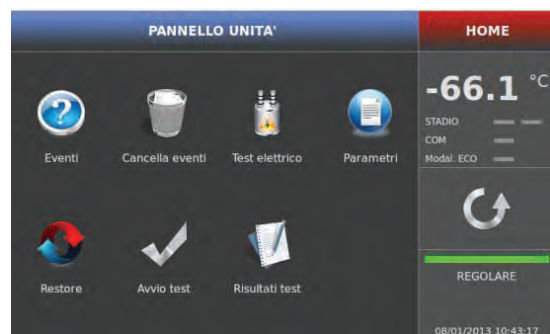 PANNELLO UNITA'
HOME
-66.1 °C
STADIO
COM
Modal. ECO
Eventi
Cancella eventi
Test elettrico
Parametri
Restore
Avvio test
Risultati test
REGOLARE
08/01/2013 10:43:17